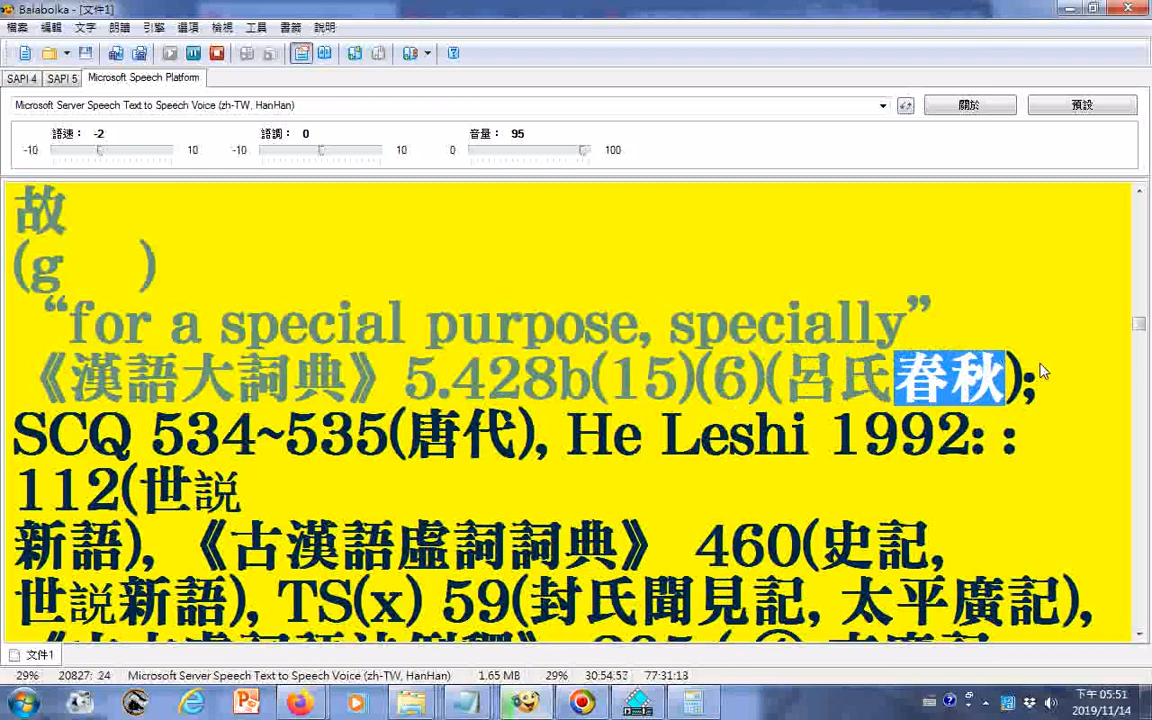 Balabolka - [文件1]
檔案 編輯 文字 朗讀 引擎 選項 檢視 工具 書籤 說明
SAPI 4 SAPI 5 Microsoft Speech Platform
Microsoft Server Speech Text to Speech Voice (zh-TW, HanHan) 關於 預設
語速： -2 語調： 0 音量： 95
-10 10 -10 10 0 100
故
(g )
“for a special purpose, specially”
《漢語大詞典》 5.428b(15)(6)(呂氏春秋);
SCQ 534~535(唐代), He Leshi 1992: :
112(世説
新語), 《古漢語虛詞詞典》 460(史記,
世説新語), TS(x) 59(封氏聞見記, 太平廣記),
文件1
29% 20827: 24 Microsoft Server Speech Text to Speech Voice (zh-TW, HanHan) 1.65 MB 29% 30:54:57 77:31:13
下午 05:51
2019/11/14